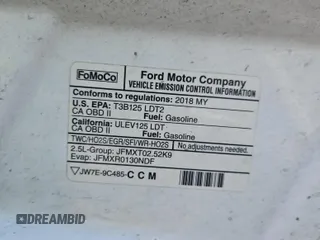 FoMoCo
Ford Motor Company
VEHICLE EMISSION CONTROL INFORMATION
Conforms to regulations: 2018 MY
U.S. EPA: T3B125 LDT2
CA OBD II Fuel: Gasoline
California: ULEV125 LDT
CA OBD II Fuel: Gasoline
TWC/HO2S/EGR/SFI/WR-HO2S
No adjustments needed.
2.5L-Group: JFMXT02.52K9
Evap: JFMXR0130NDF
JW7E-9C485-CCM
DREAMBID